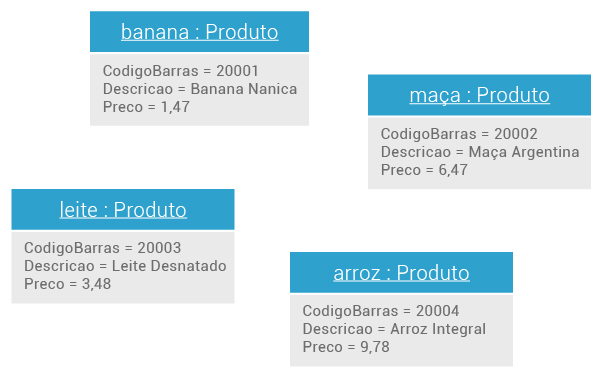 banana : Produto
CodigoBarras = 20001
Descricao = Banana Nanica
Preco = 1,47
maça : Produto
CodigoBarras = 20002
Descricao = Maça Argentina
Preco = 6,47
leite : Produto
CodigoBarras = 20003
Descricao = Leite Desnatado
Preco = 3,48
arroz : Produto
CodigoBarras = 20004
Descricao = Arroz Integral
Preco = 9,78